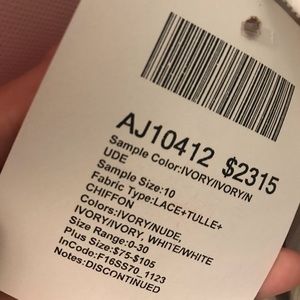 AJ10412 $2315
Sample Color:IVORY/IVORY/N
UDE
Sample Size:10
Fabric Type:LACE+TULLE+
CHIFFON
Colors:IVORY/NUDE,
IVORY/IVORY, WHITE/WHITE
Size Range:0-30
Plus Size:$75-$105
InCode:F16SS70_1123
Notes:DISCONTINUED